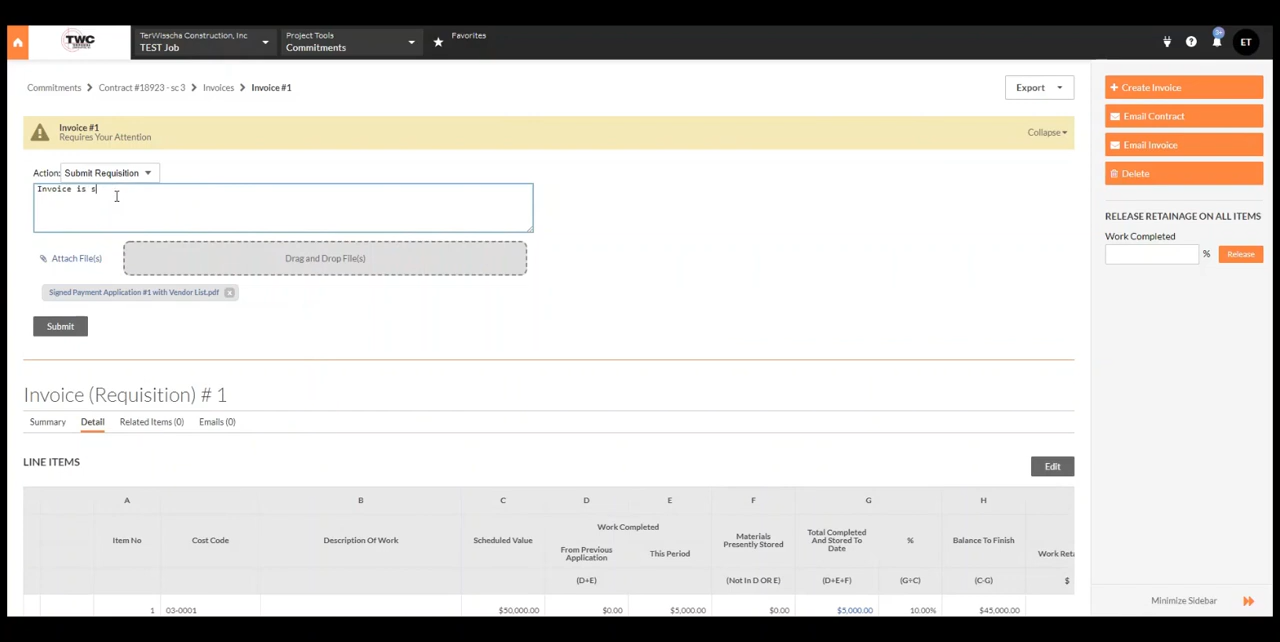 TWC
TerWisscha Construction, Inc
TEST Job
Project Tools
Commitments
Favorites
9+
ET
Commitments
Contract #18923 - sc 3
Invoices
Invoice #1
Export
Invoice #1
Requires Your Attention
Collapse
Action:
Submit Requisition
Invoice is s
Attach File(s)
Drag and Drop File(s)
Signed Payment Application #1 with Vendor List.pdf
Submit
Create Invoice
Email Contract
Email Invoice
Delete
RELEASE RETAINAGE ON ALL ITEMS
Work Completed
%
Release
Invoice (Requisition) # 1
Summary
Detail
Related Items (0)
Emails (0)
LINE ITEMS
Edit
A B C D E F G H
Work Completed
Item No
Cost Code
Description Of Work
Scheduled Value
From Previous
Application
This Period
Materials
Presently Stored
Total Completed
And Stored To
Date
%
Balance To Finish
Work Reta
(D+E)
(Not In D OR E)
(D+E+F)
(G÷C)
(C-G)
$
1 03-0001 $50,000.00 $0.00 $5,000.00 $0.00 $5,000.00 10.00% $45,000.00
Minimize Sidebar